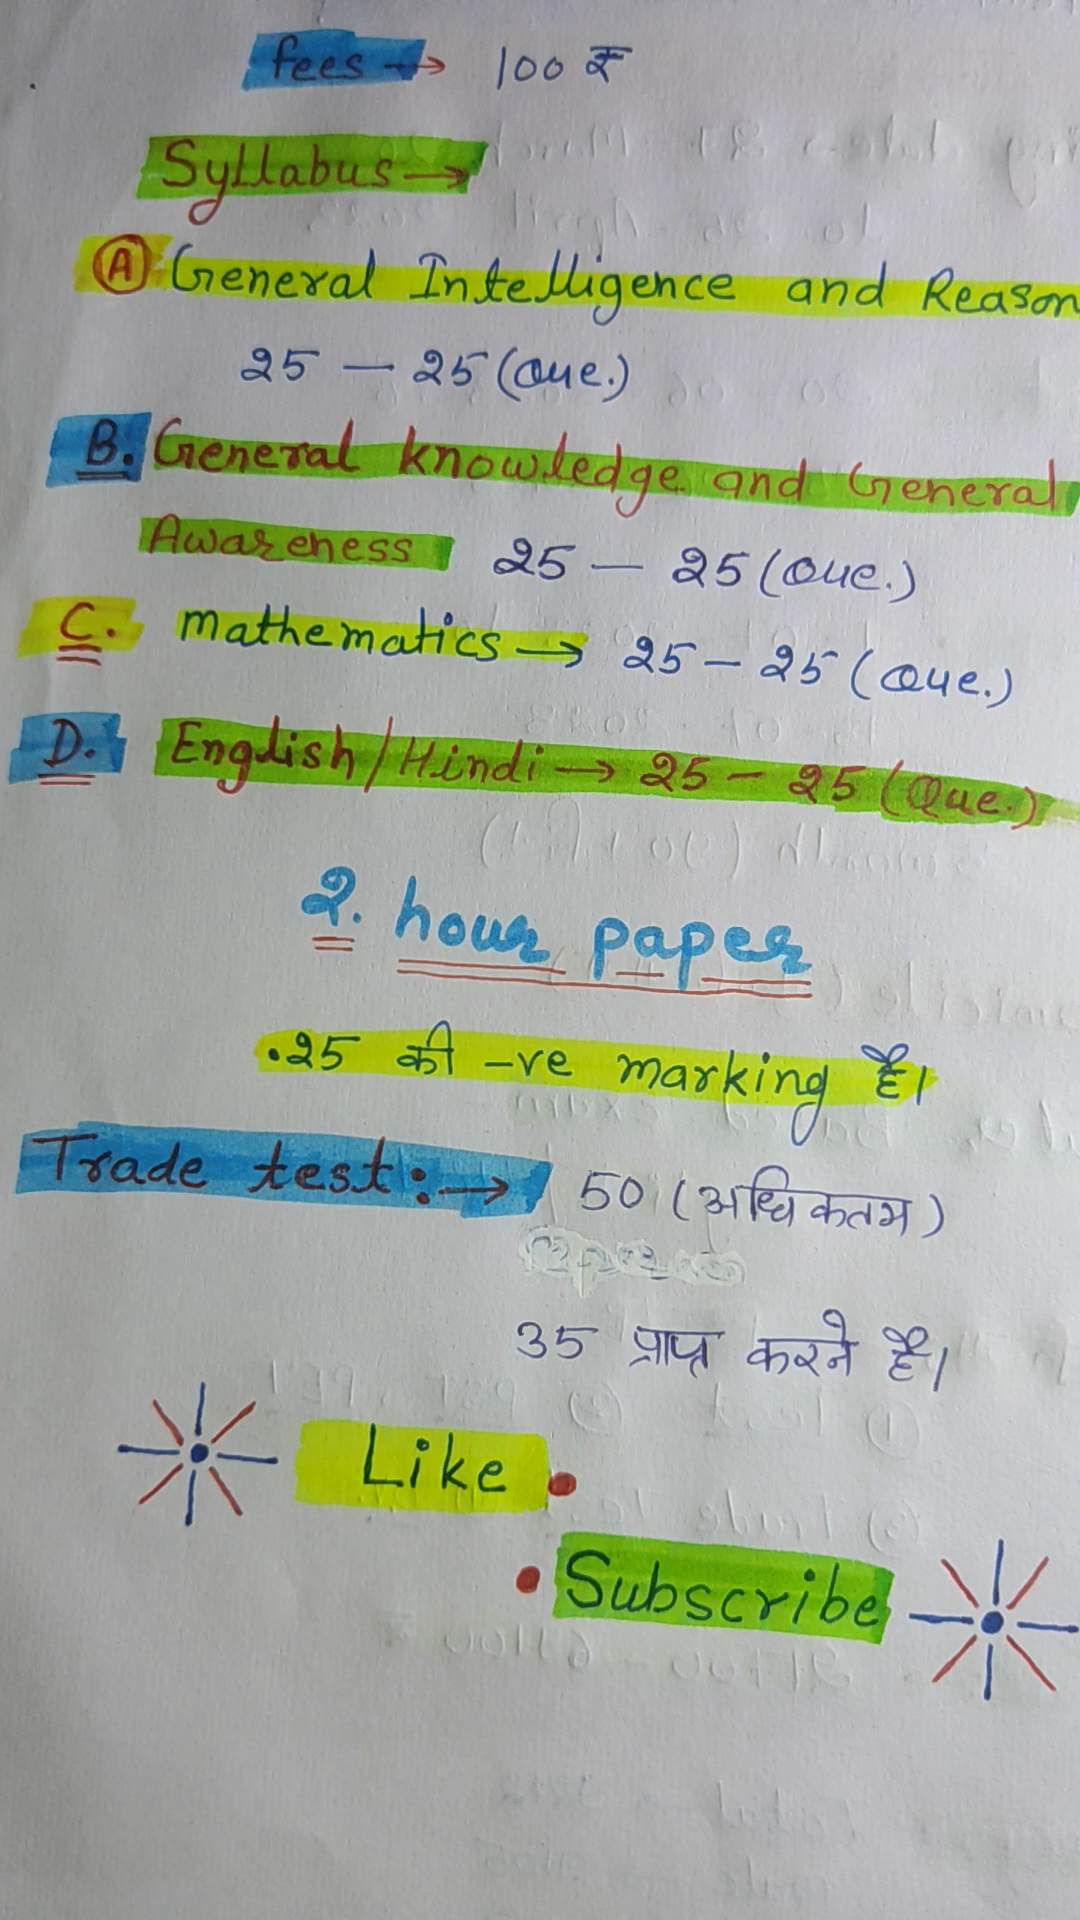 fees → 100 ₹
Syllabus →
A General Intelligence and Reason
25 — 25 (Que.)
B. General knowledge and General
Awareness 25 — 25 (Que.)
C. mathematics → 25 – 25 (Que.)
D. English/Hindi → 25 – 25 (Que.)
2. hour paper
.25 की -ve marking है।
Trade test :→ 50 (अधिकतम)
35 प्राप्त करने है।
Like •
• Subscribe